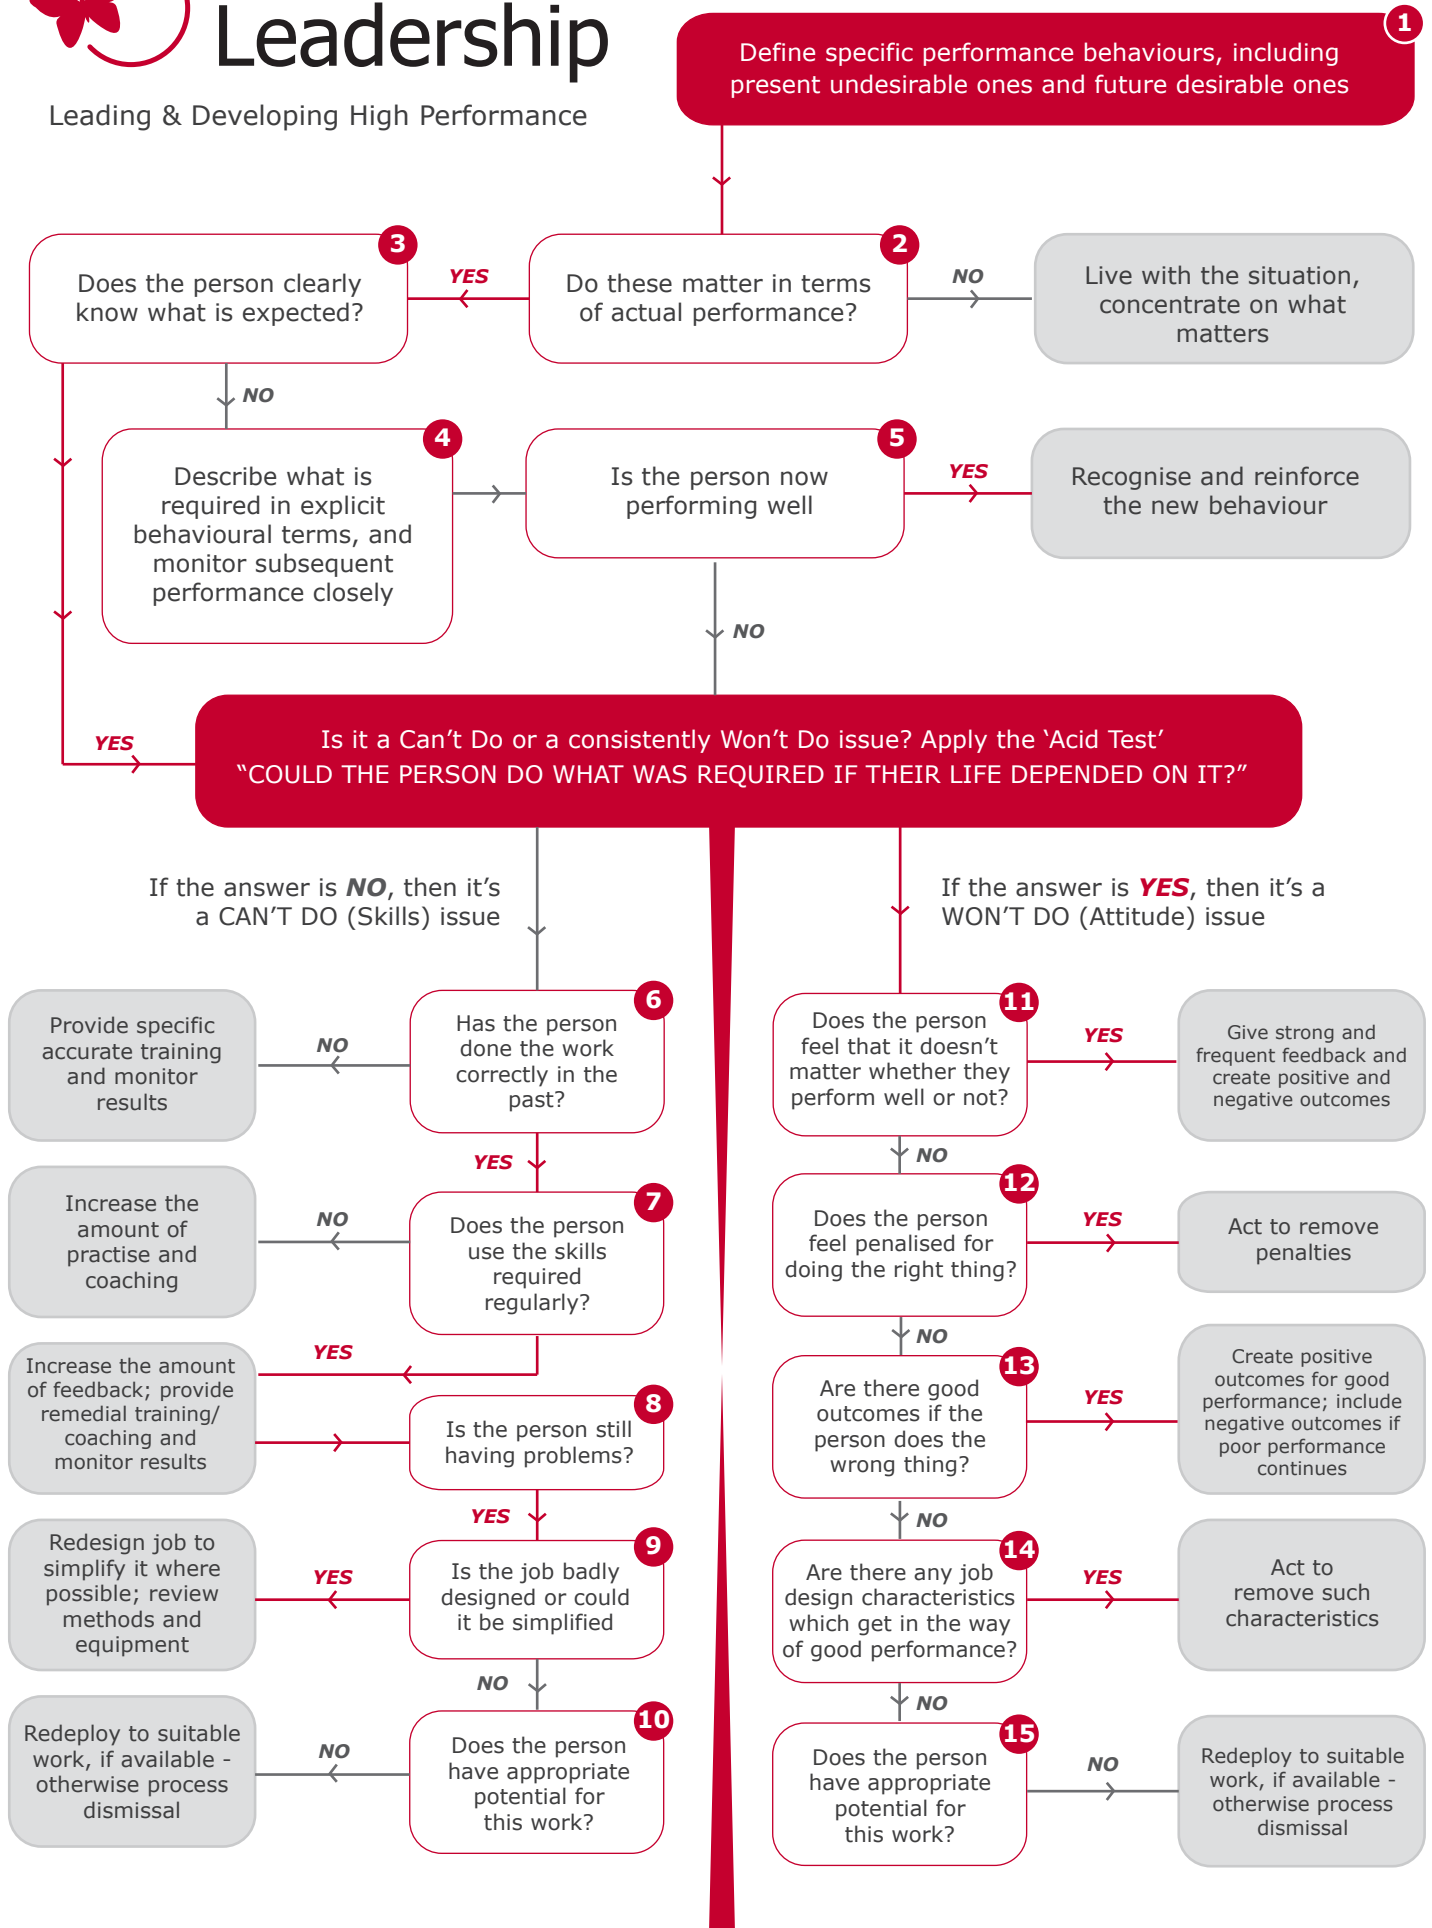 Leadership
Leading & Developing High Performance
1
Define specific performance behaviours, including
present undesirable ones and future desirable ones
3
Does the person clearly
know what is expected?
YES
2
Do these matter in terms
of actual performance?
NO
Live with the situation,
concentrate on what
matters
NO
4
Describe what is
required in explicit
behavioural terms, and
monitor subsequent
performance closely
5
Is the person now
performing well
YES
Recognise and reinforce
the new behaviour
NO
YES
Is it a Can't Do or a consistently Won't Do issue? Apply the ‘Acid Test’
“COULD THE PERSON DO WHAT WAS REQUIRED IF THEIR LIFE DEPENDED ON IT?”
If the answer is NO, then it's
a CAN'T DO (Skills) issue
If the answer is YES, then it's a
WON'T DO (Attitude) issue
Provide specific
accurate training
and monitor
results
NO
6
Has the person
done the work
correctly in the
past?
YES
Increase the
amount of
practise and
coaching
NO
7
Does the person
use the skills
required
regularly?
YES
Increase the amount
of feedback; provide
remedial training/
coaching and
monitor results
8
Is the person still
having problems?
YES
Redesign job to
simplify it where
possible; review
methods and
equipment
YES
9
Is the job badly
designed or could
it be simplified
NO
Redeploy to suitable
work, if available -
otherwise process
dismissal
NO
10
Does the person
have appropriate
potential for
this work?
11
Does the person
feel that it doesn't
matter whether they
perform well or not?
YES
Give strong and
frequent feedback and
create positive and
negative outcomes
NO
12
Does the person
feel penalised for
doing the right thing?
YES
Act to remove
penalties
NO
13
Are there good
outcomes if the
person does the
wrong thing?
YES
Create positive
outcomes for good
performance; include
negative outcomes if
poor performance
continues
NO
14
Are there any job
design characteristics
which get in the way
of good performance?
YES
Act to
remove such
characteristics
NO
15
Does the person
have appropriate
potential for
this work?
NO
Redeploy to suitable
work, if available -
otherwise process
dismissal